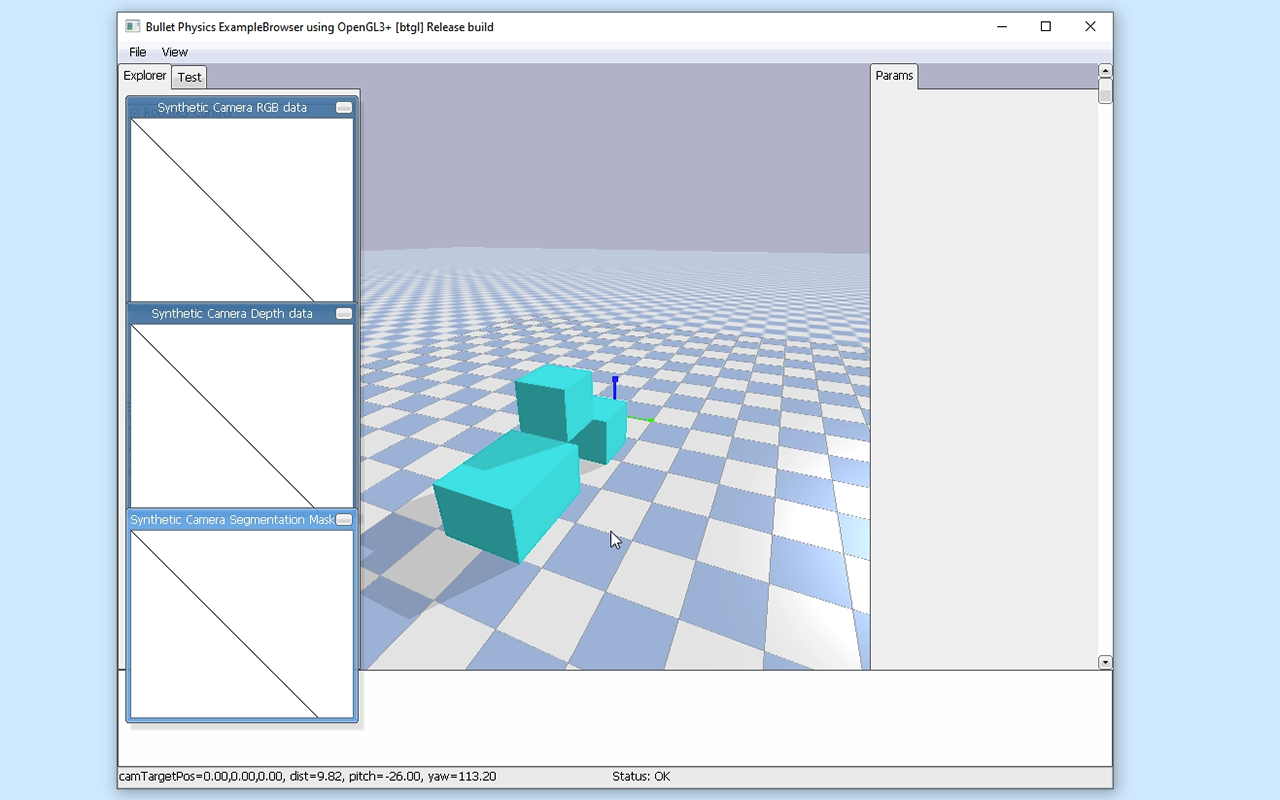 Bullet Physics ExampleBrowser using OpenGL3+ [btgl] Release build
File View
Explorer Test Params
Synthetic Camera RGB data
Synthetic Camera Depth data
Synthetic Camera Segmentation Mask
camTargetPos=0.00,0.00,0.00, dist=9.82, pitch=-26.00, yaw=113.20 Status: OK